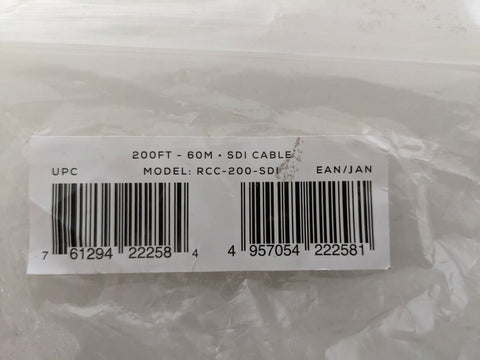 200FT - 60M • SDI CABLE
UPC MODEL: RCC-200-SDI EAN/JAN
7 61294 22258 4 4 957054 222581